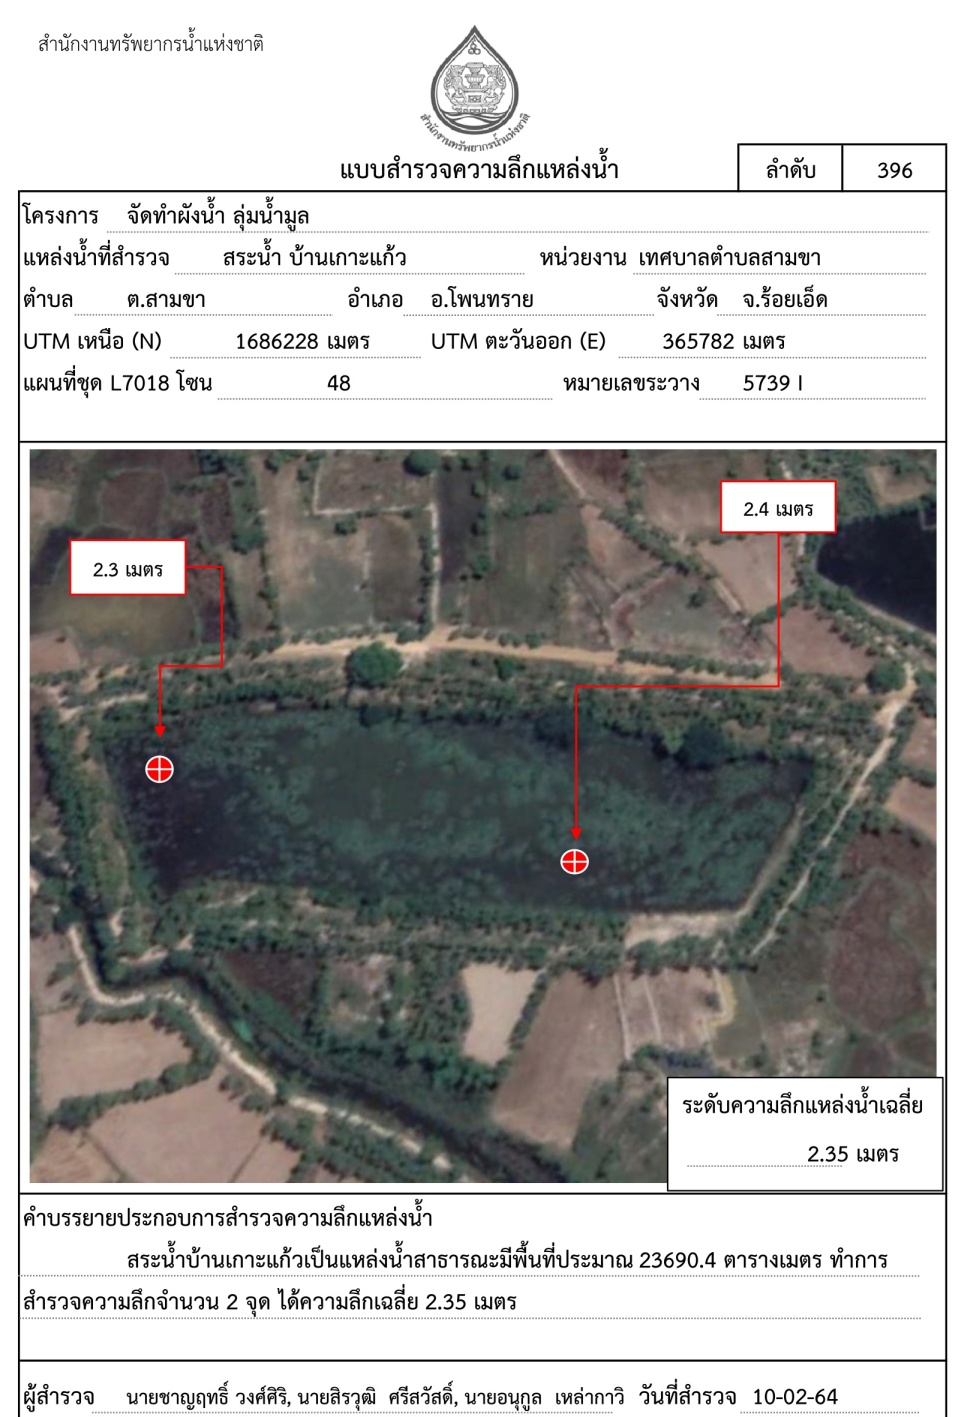 สำนักงานทรัพยากรน้ำแห่งชาติ
สำนักงานทรัพยากรน้ำแห่งชาติ
แบบสำรวจความลึกแหล่งน้ำ ลำดับ 396
โครงการ จัดทำผังน้ำ ลุ่มน้ำมูล
แหล่งน้ำที่สำรวจ สระน้ำ บ้านเกาะแก้ว หน่วยงาน เทศบาลตำบลสามขา
ตำบล ต.สามขา อำเภอ อ.โพนทราย จังหวัด จ.ร้อยเอ็ด
UTM เหนือ (N) 1686228 เมตร UTM ตะวันออก (E) 365782 เมตร
แผนที่ชุด L7018 โซน 48 หมายเลขระวาง 5739 I
2.4 เมตร
2.3 เมตร
ระดับความลึกแหล่งน้ำเฉลี่ย
2.35 เมตร
คำบรรยายประกอบการสำรวจความลึกแหล่งน้ำ
สระน้ำบ้านเกาะแก้วเป็นแหล่งน้ำสาธารณะมีพื้นที่ประมาณ 23690.4 ตารางเมตร ทำการ
สำรวจความลึกจำนวน 2 จุด ได้ความลึกเฉลี่ย 2.35 เมตร
ผู้สำรวจ นายชาญฤทธิ์ วงศ์ศิริ, นายสิรวุฒิ ศรีสวัสดิ์, นายอนุกูล เหล่ากาวิ วันที่สำรวจ 10-02-64